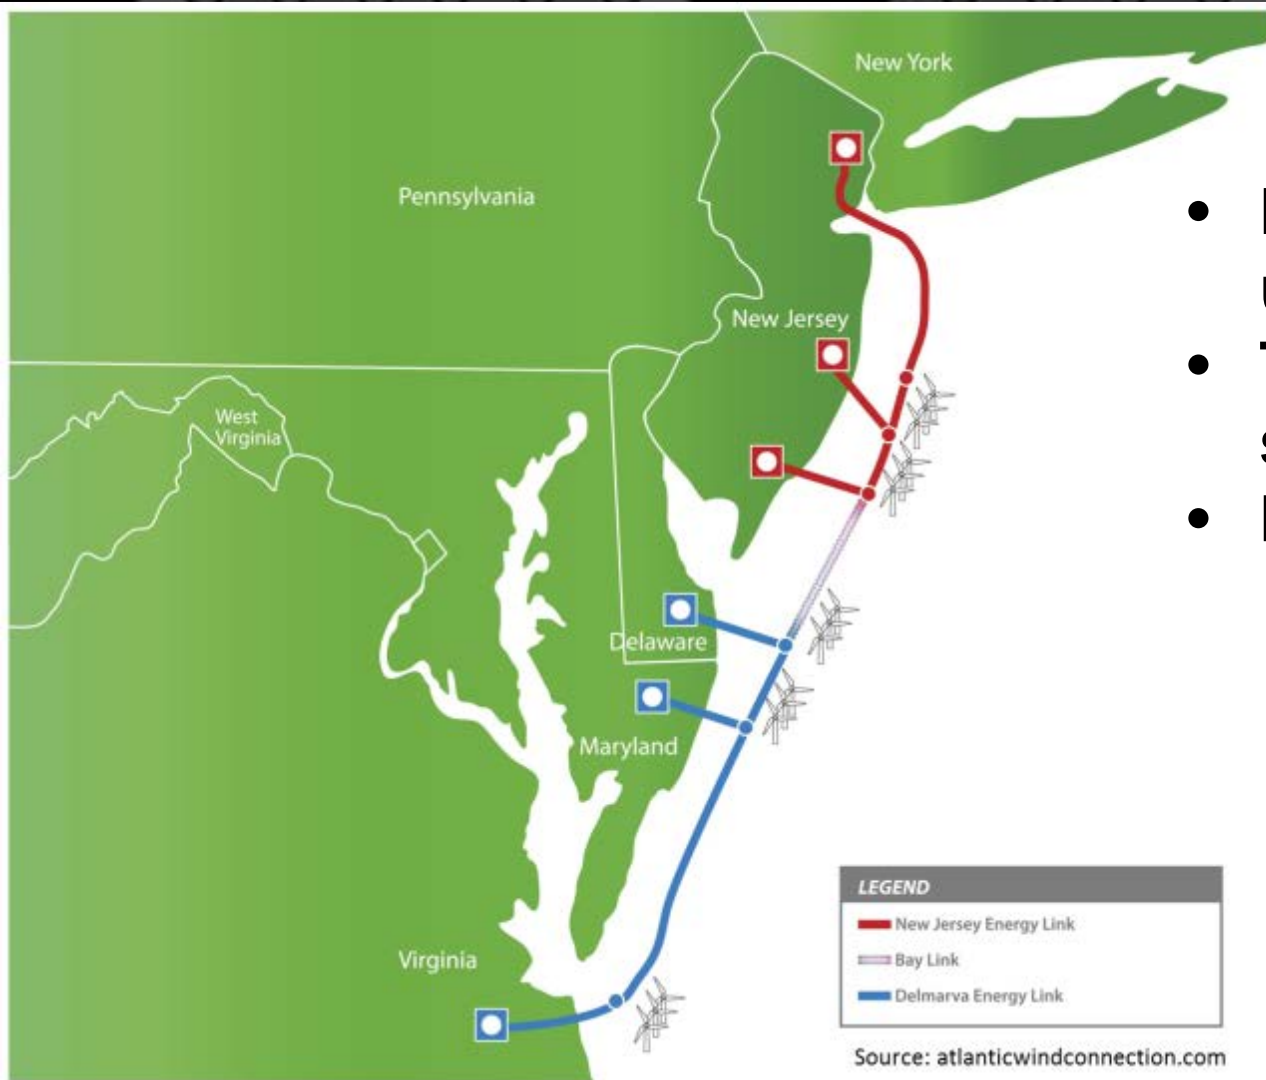 New York
Pennsylvania
New Jersey
West
Virginia
Delaware
Maryland
Virginia
LEGEND
New Jersey Energy Link
Bay Link
Delmarva Energy Link
Source: atlanticwindconnection.com